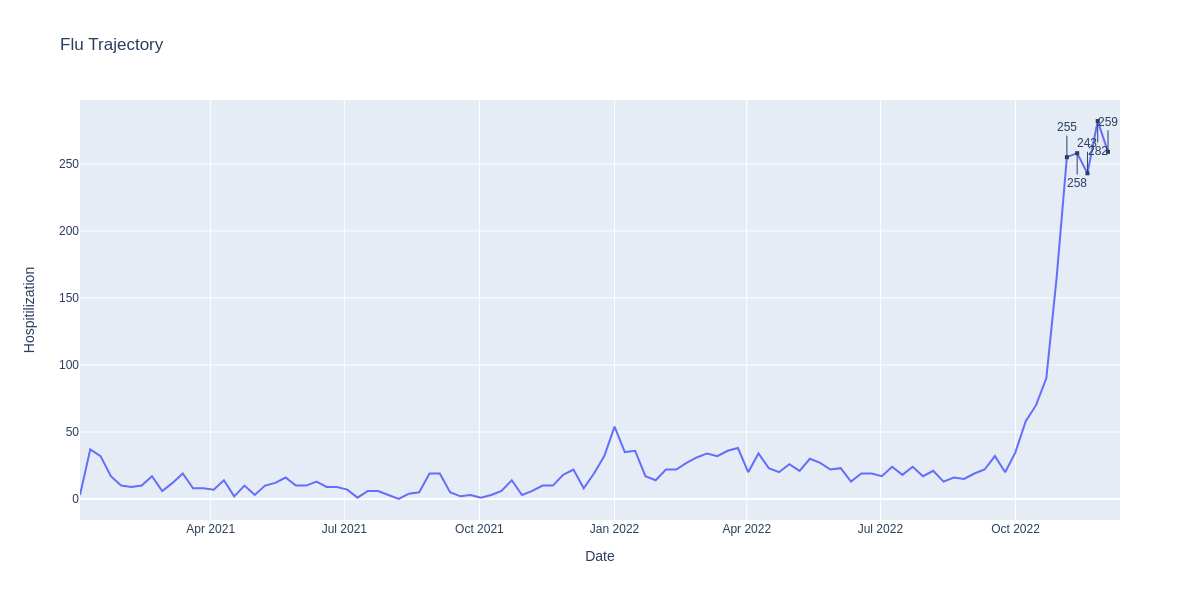 Flu Trajectory
Hospitilization
250
200
150
100
50
0
255
258
243
282
259
Apr 2021
Jul 2021
Oct 2021
Jan 2022
Apr 2022
Jul 2022
Oct 2022
Date